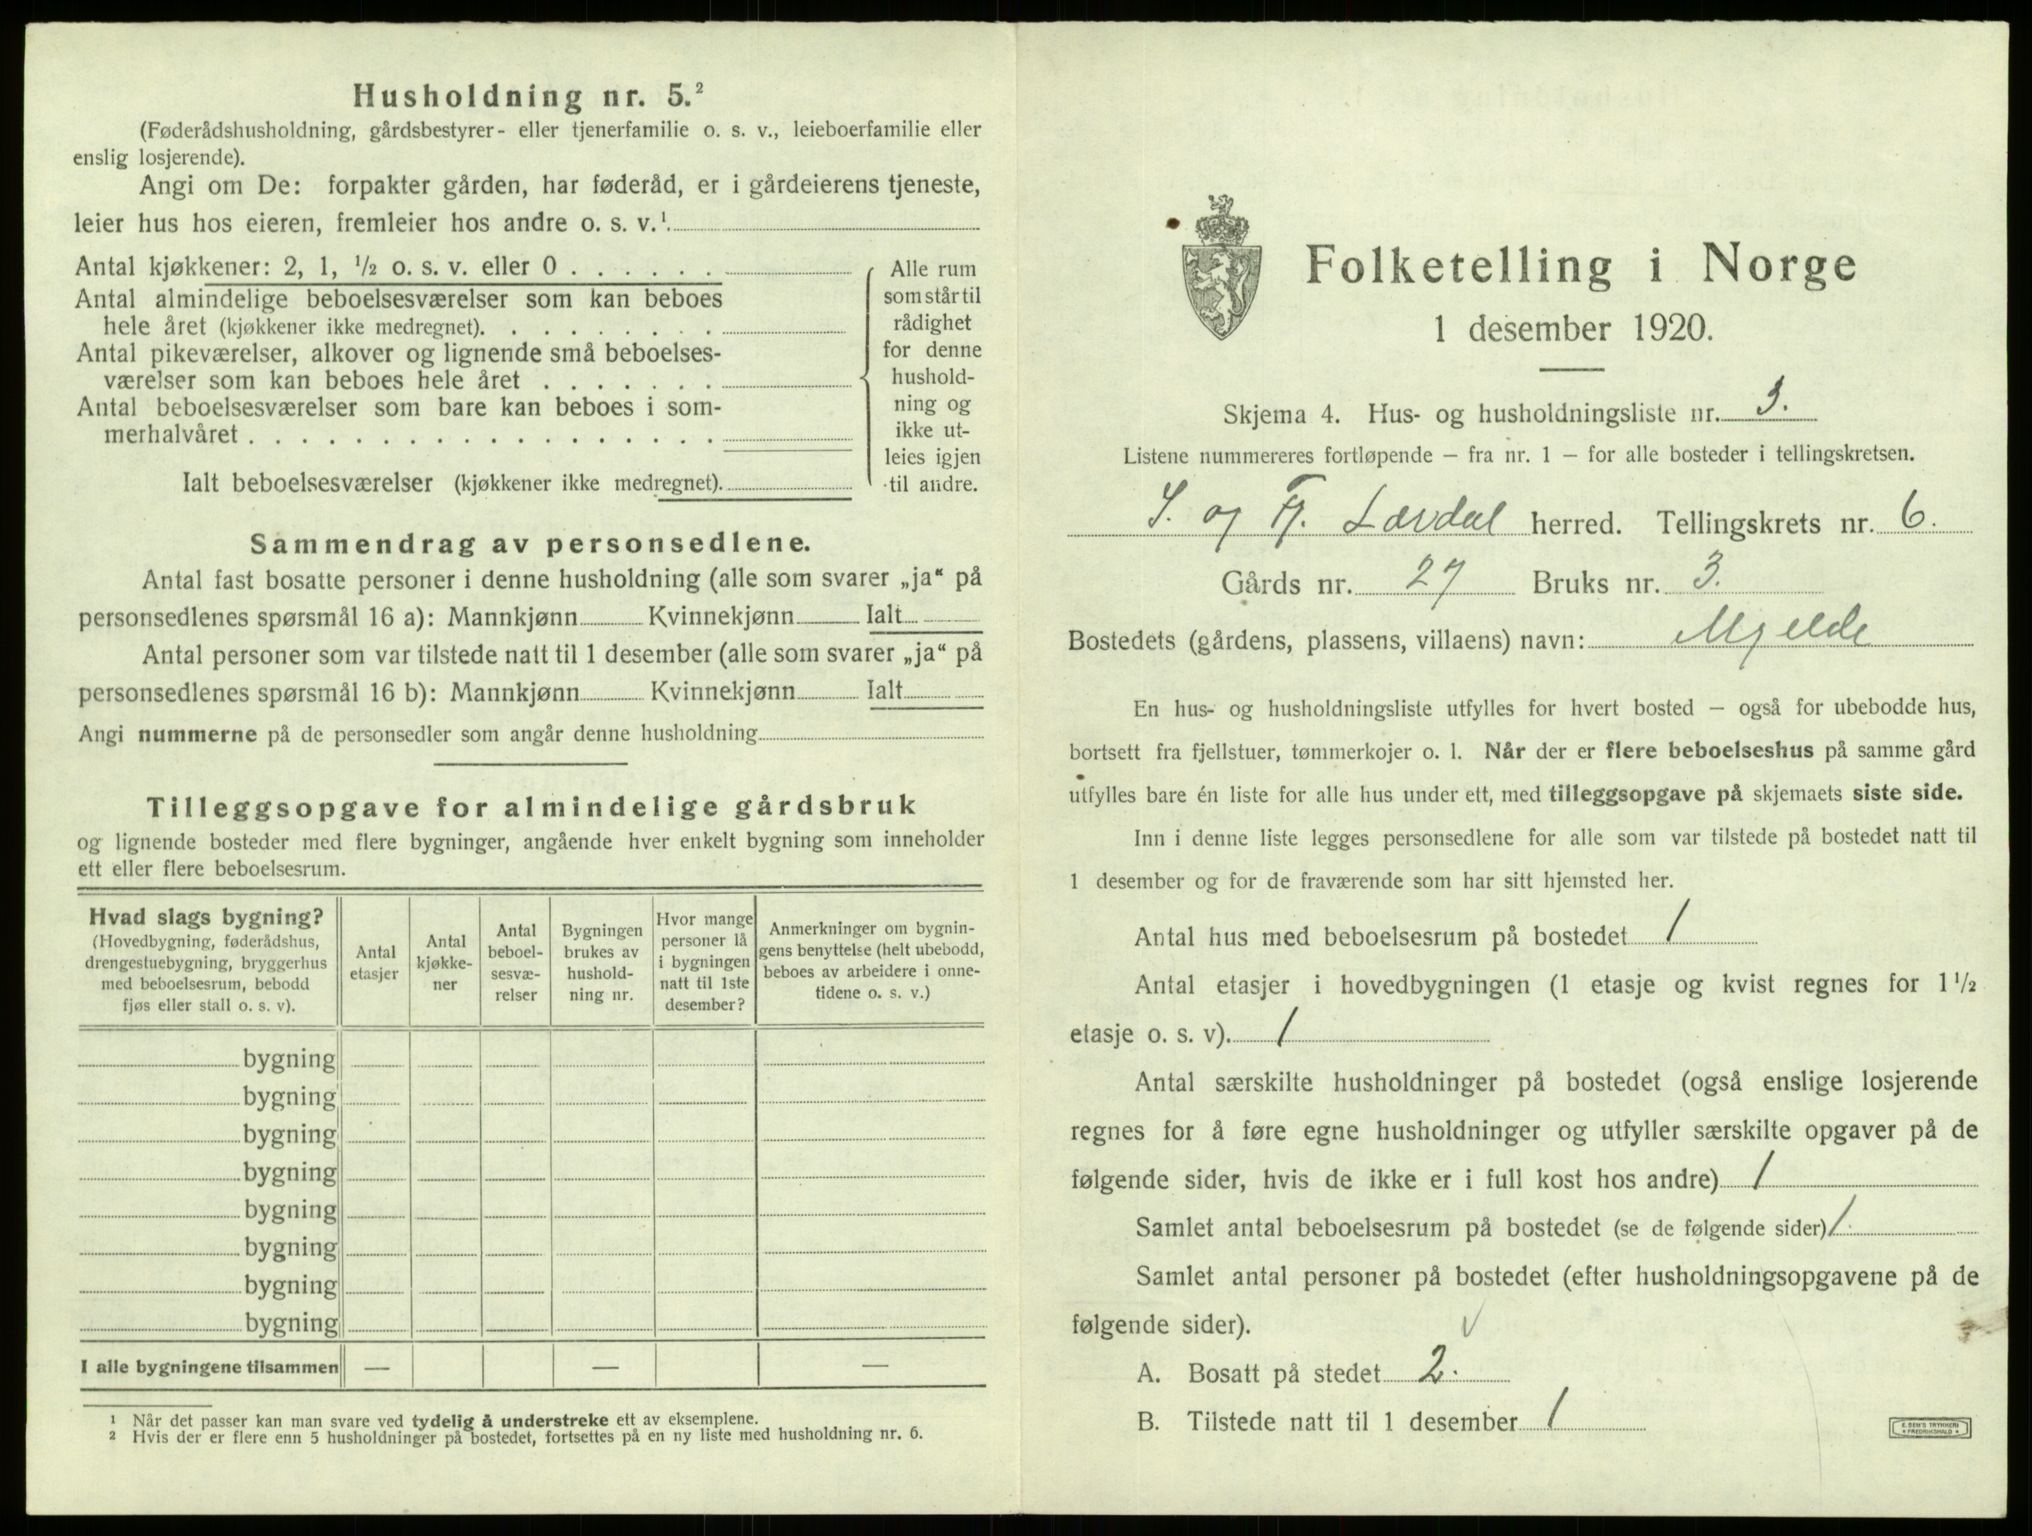 Husholdning nr. 5.²
(Føderådshusholdning, gårdsbestyrer- eller tjenerfamilie o. s. v., leieboerfamilie eller
enslig losjerende).
Angi om De: forpakter gården, har føderåd, er i gårdeierens tjeneste,
leier hus hos eieren, fremleier hos andre o. s. v.¹
Antal kjøkkener: 2, 1, ½ o. s. v. eller 0 . . . . . .
Antal almindelige beboelsesværelser som kan beboes
hele året (kjøkkener ikke medregnet). . . . . . . . .
Antal pikeværelser, alkover og lignende små beboelses-
værelser som kan beboes hele året . . . . . . .
Antal beboelsesværelser som bare kan beboes i som-
merhalvåret . . . . . . . . . . . . . . . . . .
Ialt beboelsesværelser (kjøkkener ikke medregnet).
Alle rum
som står til
rådighet
for denne
hushold-
ning og
ikke ut-
leies igjen
til andre.
Sammendrag av personsedlene.
Antal fast bosatte personer i denne husholdning (alle som svarer „ja“ på
personsedlenes spørsmål 16 a): Mannkjønn Kvinnekjønn Ialt
Antal personer som var tilstede natt til 1 desember (alle som svarer „ja“ på
personsedlenes spørsmål 16 b): Mannkjønn Kvinnekjønn Ialt
Angi nummerne på de personsedler som angår denne husholdning
Tilleggsopgave for almindelige gårdsbruk
og lignende bosteder med flere bygninger, angående hver enkelt bygning som inneholder
ett eller flere beboelsesrum.
Hvad slags bygning?
(Hovedbygning, føderådshus,
drengestuebygning, bryggerhus
med beboelsesrum, bebodd
fjøs eller stall o. s. v).
Antal
etasjer
Antal
kjøkke-
ner
Antal
beboel-
sesvæ-
relser
Bygningen
brukes av
hushold-
ning nr.
Hvor mange
personer lå
i bygningen
natt til 1ste
desember?
Anmerkninger om bygnin-
gens benyttelse (helt ubebodd,
beboes av arbeidere i onne-
tidene o. s. v.)
bygning
bygning
bygning
bygning
bygning
bygning
bygning
bygning
I alle bygningene tilsammen — — —
¹ Når det passer kan man svare ved tydelig å understreke ett av eksemplene.
² Hvis der er flere enn 5 husholdninger på bostedet, fortsettes på en ny liste med husholdning nr. 6.
Folketelling i Norge
1 desember 1920.
Skjema 4. Hus- og husholdningsliste nr. 3.
Listene nummereres fortløpende – fra nr. 1 – for alle bosteder i tellingskretsen.
S. og Fj. Lærdal herred. Tellingskrets nr. 6.
Gårds nr. 27 Bruks nr. 3.
Bostedets (gårdens, plassens, villaens) navn: Mjelde
En hus- og husholdningsliste utfylles for hvert bosted – også for ubebodde hus,
bortsett fra fjellstuer, tømmerkojer o. l. Når der er flere beboelseshus på samme gård
utfylles bare én liste for alle hus under ett, med tilleggsopgave på skjemaets siste side.
Inn i denne liste legges personsedlene for alle som var tilstede på bostedet natt til
1 desember og for de fraværende som har sitt hjemsted her.
Antal hus med beboelsesrum på bostedet 1
Antal etasjer i hovedbygningen (1 etasje og kvist regnes for 1½
etasje o. s. v). 1
Antal særskilte husholdninger på bostedet (også enslige losjerende
regnes for å føre egne husholdninger og utfyller særskilte opgaver på de
følgende sider, hvis de ikke er i full kost hos andre) 1
Samlet antal beboelsesrum på bostedet (se de følgende sider) 1.
Samlet antal personer på bostedet (efter husholdningsopgavene på de
følgende sider).
A. Bosatt på stedet 2.
B. Tilstede natt til 1 desember 1
E. SEM'S TRYKKERI
* FREDRIKSHALD *